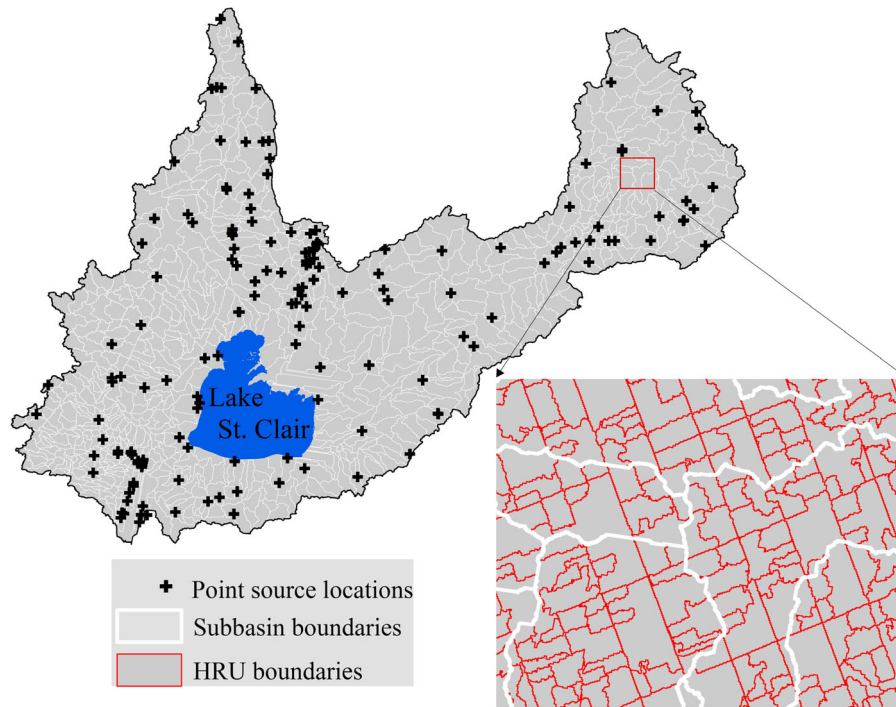 Lake
St. Clair
Point source locations
Subbasin boundaries
HRU boundaries